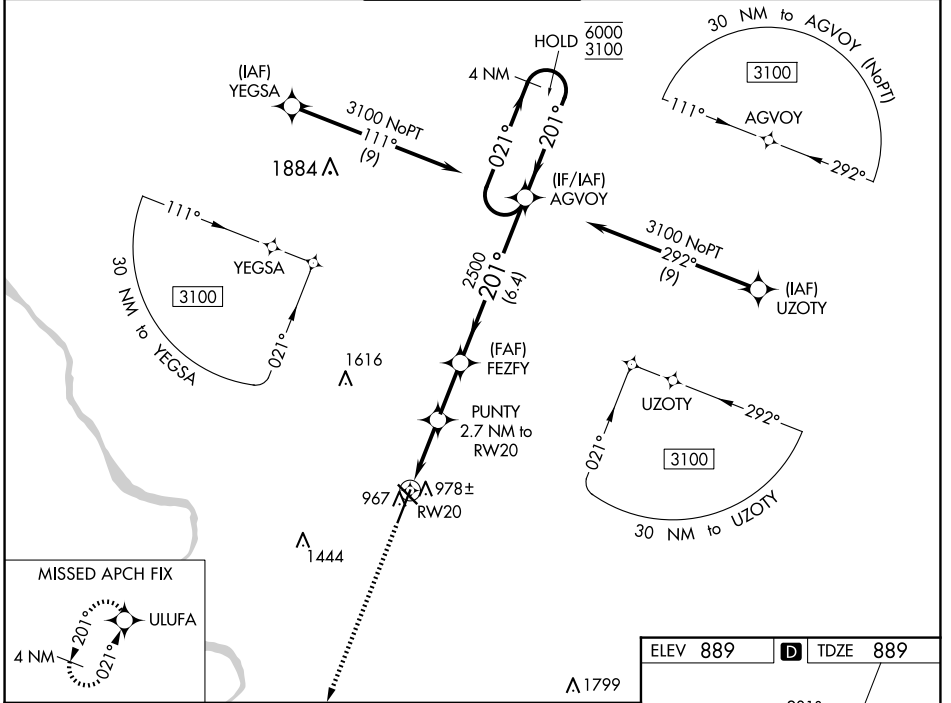 HOLD
6000
3100
4 NM
021°
201°
(IAF)
YEGSA
3100 NoPT
111°
(9)
1884
30 NM to AGVOY (NoPT)
3100
111°
AGVOY
292°
(IF/IAF)
AGVOY
111°
YEGSA
3100
021°
30 NM to YEGSA
2500
201°
(6.4)
3100 NoPT
292°
(9)
(IAF)
UZOTY
1616
(FAF)
FEZFY
PUNTY
2.7 NM to
RW20
UZOTY
292°
021°
3100
30 NM to UZOTY
967
978±
RW20
1444
MISSED APCH FIX
201°
ULUFA
4 NM
021°
1799
ELEV 889 D TDZE 889